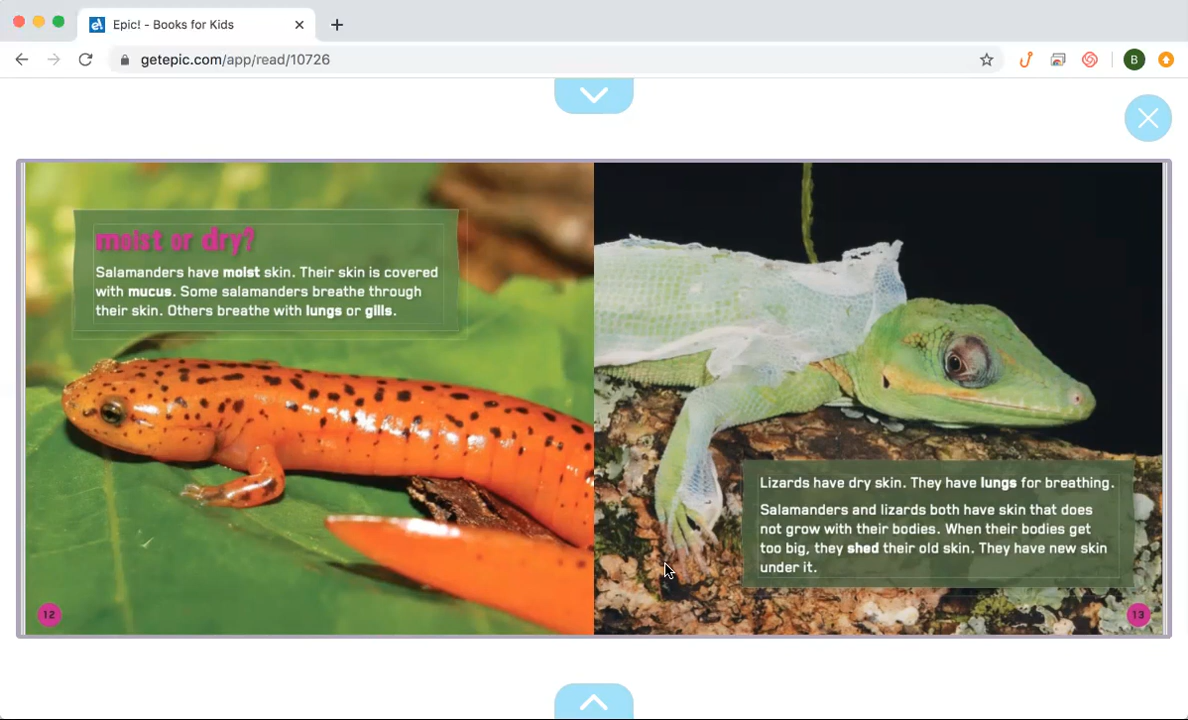 Epic! - Books for Kids
getepic.com/app/read/10726
B
moist or dry?
Salamanders have moist skin. Their skin is covered
with mucus. Some salamanders breathe through
their skin. Others breathe with lungs or gills.
12
Lizards have dry skin. They have lungs for breathing.
Salamanders and lizards both have skin that does
not grow with their bodies. When their bodies get
too big, they shed their old skin. They have new skin
under it.
13